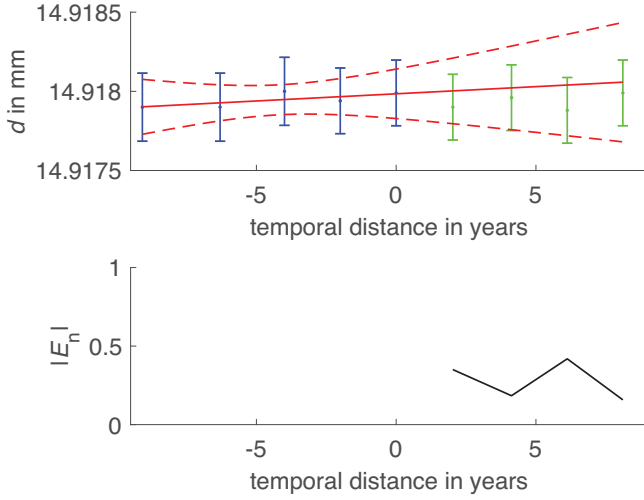 14.9185
14.918
14.9175
d in mm
-5 0 5
temporal distance in years
1
0.5
0
|E_n|
-5 0 5
temporal distance in years